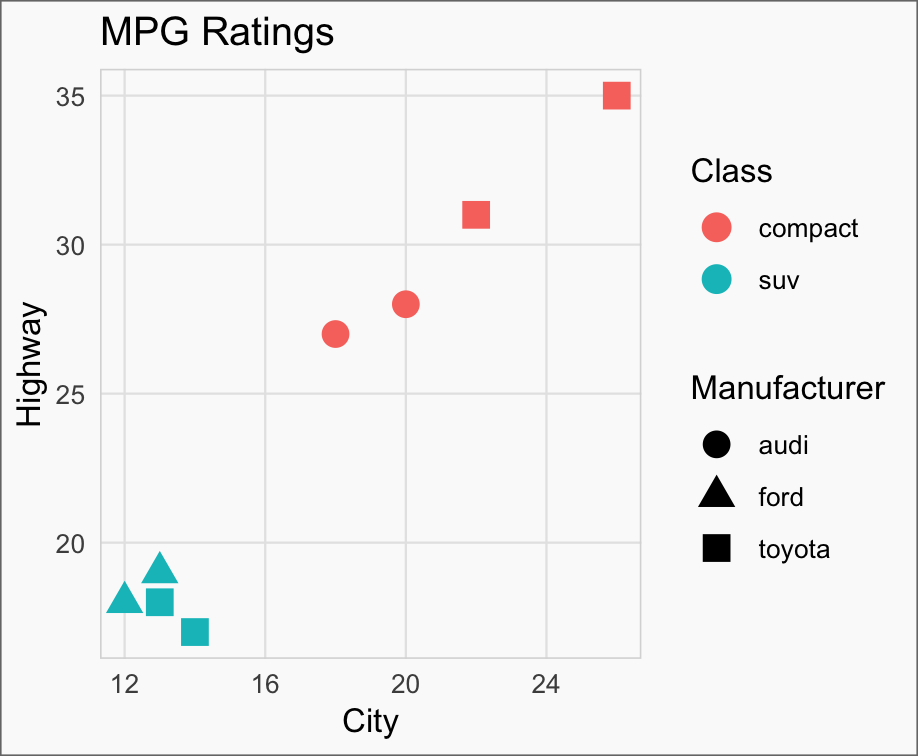 MPG Ratings
35
30
25
20
Highway
12 16 20 24
City
Class
compact
suv
Manufacturer
audi
ford
toyota